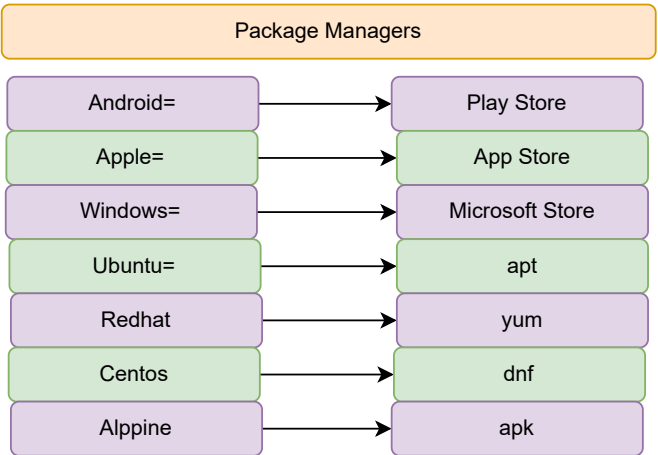 Package Managers
Android= Play Store
Apple= App Store
Windows= Microsoft Store
Ubuntu= apt
Redhat yum
Centos dnf
Alppine apk